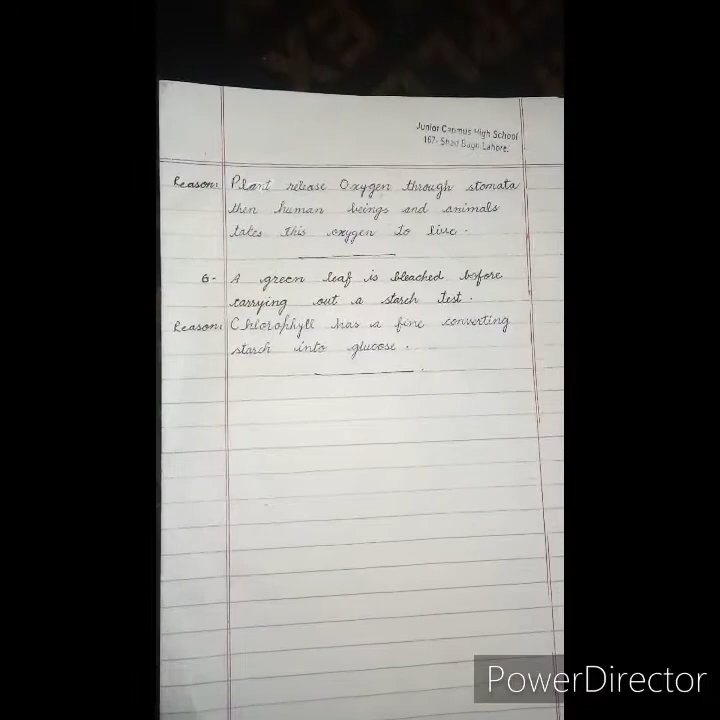 Junior Capmus High School
167- Shad Bagh Lahore.
Reason: Plant release Oxygen through stomata
then human beings and animals
takes this oxygen to live.
6- A green leaf is bleached before
carrying out a starch test.
Reason: Chlorophyll has a fine converting
starch into glucose.
PowerDirector